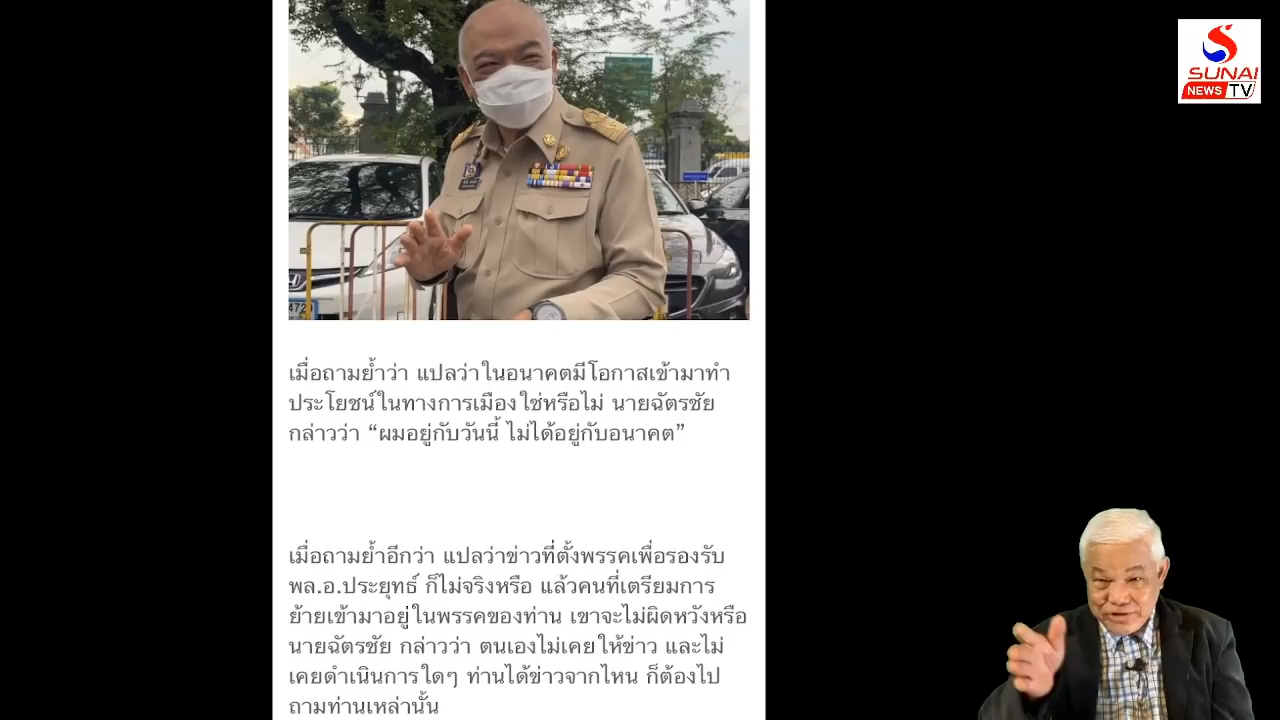 SUNAI
NEWS TV
เมื่อถามย้ำว่า แปลว่าในอนาคตมีโอกาสเข้ามาทำ
ประโยชน์ในทางการเมืองใช่หรือไม่ นายฉัตรชัย
กล่าวว่า “ผมอยู่กับวันนี้ ไม่ได้อยู่กับอนาคต”
เมื่อถามย้ำอีกว่า แปลว่าข่าวที่ตั้งพรรคเพื่อรองรับ
พล.อ.ประยุทธ์ ก็ไม่จริงหรือ แล้วคนที่เตรียมการ
ย้ายเข้ามาอยู่ในพรรคของท่าน เขาจะไม่ผิดหวังหรือ
นายฉัตรชัย กล่าวว่า ตนเองไม่เคยให้ข่าว และไม่
เคยดำเนินการใดๆ ท่านได้ข่าวจากไหน ก็ต้องไป
ถามท่านเหล่านั้น